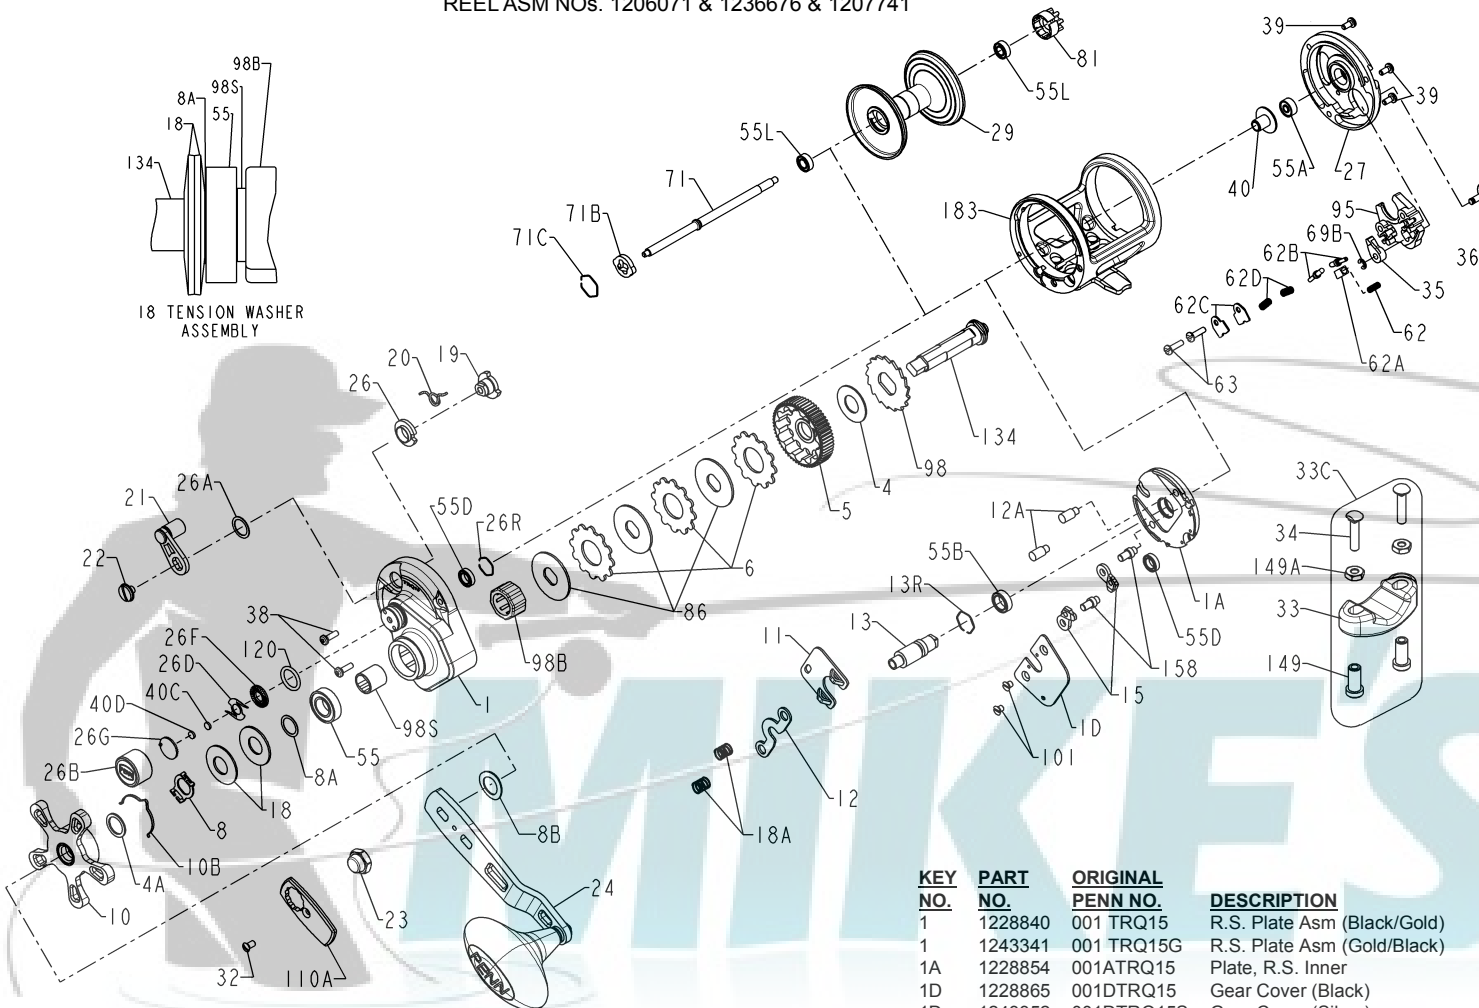 REEL ASM NOs. 1206071 & 1236676 & 1207741
39
81
98B
98S
8A
55
18
134
55L
29
39
55L
40
55A
27
71
183
95
71B
71C
69B
36
62B
62D
35
62C
62
62A
63
18 TENSION WASHER
ASSEMBLY
20
19
26
134
98
33C
26A
4
21
55D
26R
5
12A
34
22
6
55B
149A
86
13R
1A
33
38
13
11
55D
26F
120
98B
158
149
26D
1
15
40C
40D
98S
1D
26G
55
101
8A
26B
12
18
8
8B
18A
10B
4A
24
10
23
32
110A
PENN
MIKE'S
KEY PART ORIGINAL
NO. NO. PENN NO. DESCRIPTION
1 1228840 001 TRQ15 R.S. Plate Asm (Black/Gold)
1 1243341 001 TRQ15G R.S. Plate Asm (Gold/Black)
1A 1228854 001ATRQ15 Plate, R.S. Inner
1D 1228865 001DTRQ15 Gear Cover (Black)